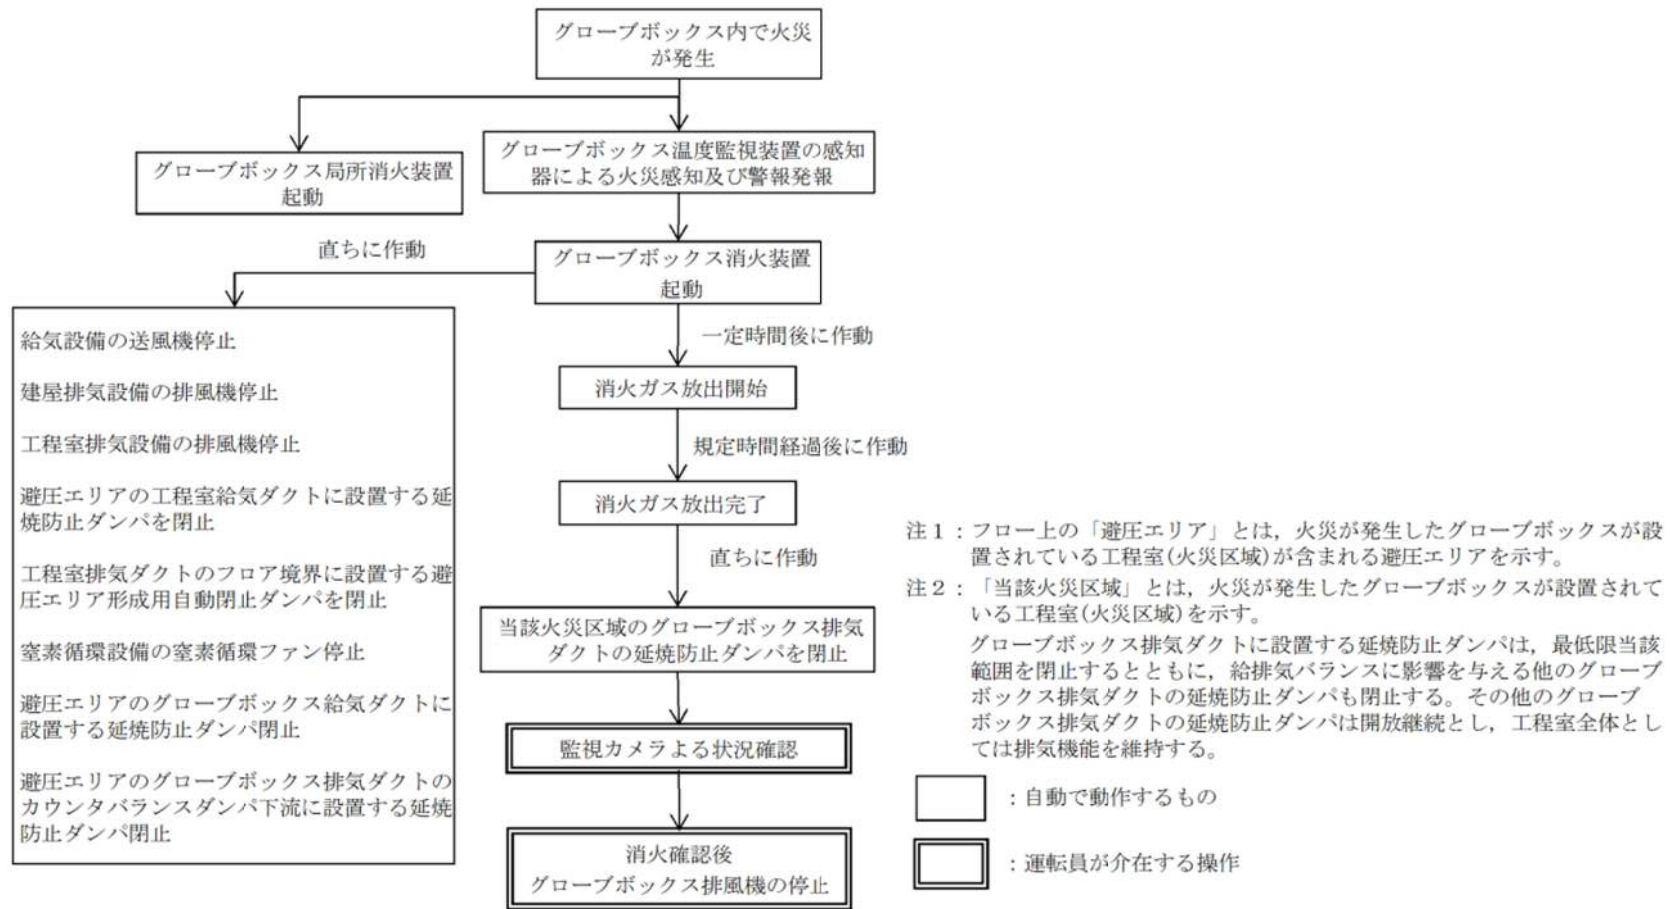 グローブボックス内で火災
が発生
グローブボックス局所消火装置
起動
グローブボックス温度監視装置の感知
器による火災感知及び警報発報
直ちに作動
グローブボックス消火装置
起動
給気設備の送風機停止
建屋排気設備の排風機停止
工程室排気設備の排風機停止
避圧エリアの工程室給気ダクトに設置する延
焼防止ダンパを閉止
工程室排気ダクトのフロア境界に設置する避
圧エリア形成用自動閉止ダンパを閉止
窒素循環設備の窒素循環ファン停止
避圧エリアのグローブボックス給気ダクトに
設置する延焼防止ダンパ閉止
避圧エリアのグローブボックス排気ダクトの
カウンタバランスダンパ下流に設置する延焼
防止ダンパ閉止
一定時間後に作動
消火ガス放出開始
規定時間経過後に作動
消火ガス放出完了
直ちに作動
当該火災区域のグローブボックス排気
ダクトの延焼防止ダンパを閉止
監視カメラよる状況確認
消火確認後
グローブボックス排風機の停止
注1:フロー上の「避圧エリア」とは,火災が発生したグローブボックスが設
置されている工程室(火災区域)が含まれる避圧エリアを示す。
注2:「当該火災区域」とは,火災が発生したグローブボックスが設置されて
いる工程室(火災区域)を示す。
グローブボックス排気ダクトに設置する延焼防止ダンパは,最低限当該
範囲を閉止するとともに,給排気バランスに影響を与える他のグローブ
ボックス排気ダクトの延焼防止ダンパも閉止する。その他のグローブ
ボックス排気ダクトの延焼防止ダンパは開放継続とし,工程室全体とし
ては排気機能を維持する。
:自動で動作するもの
:運転員が介在する操作